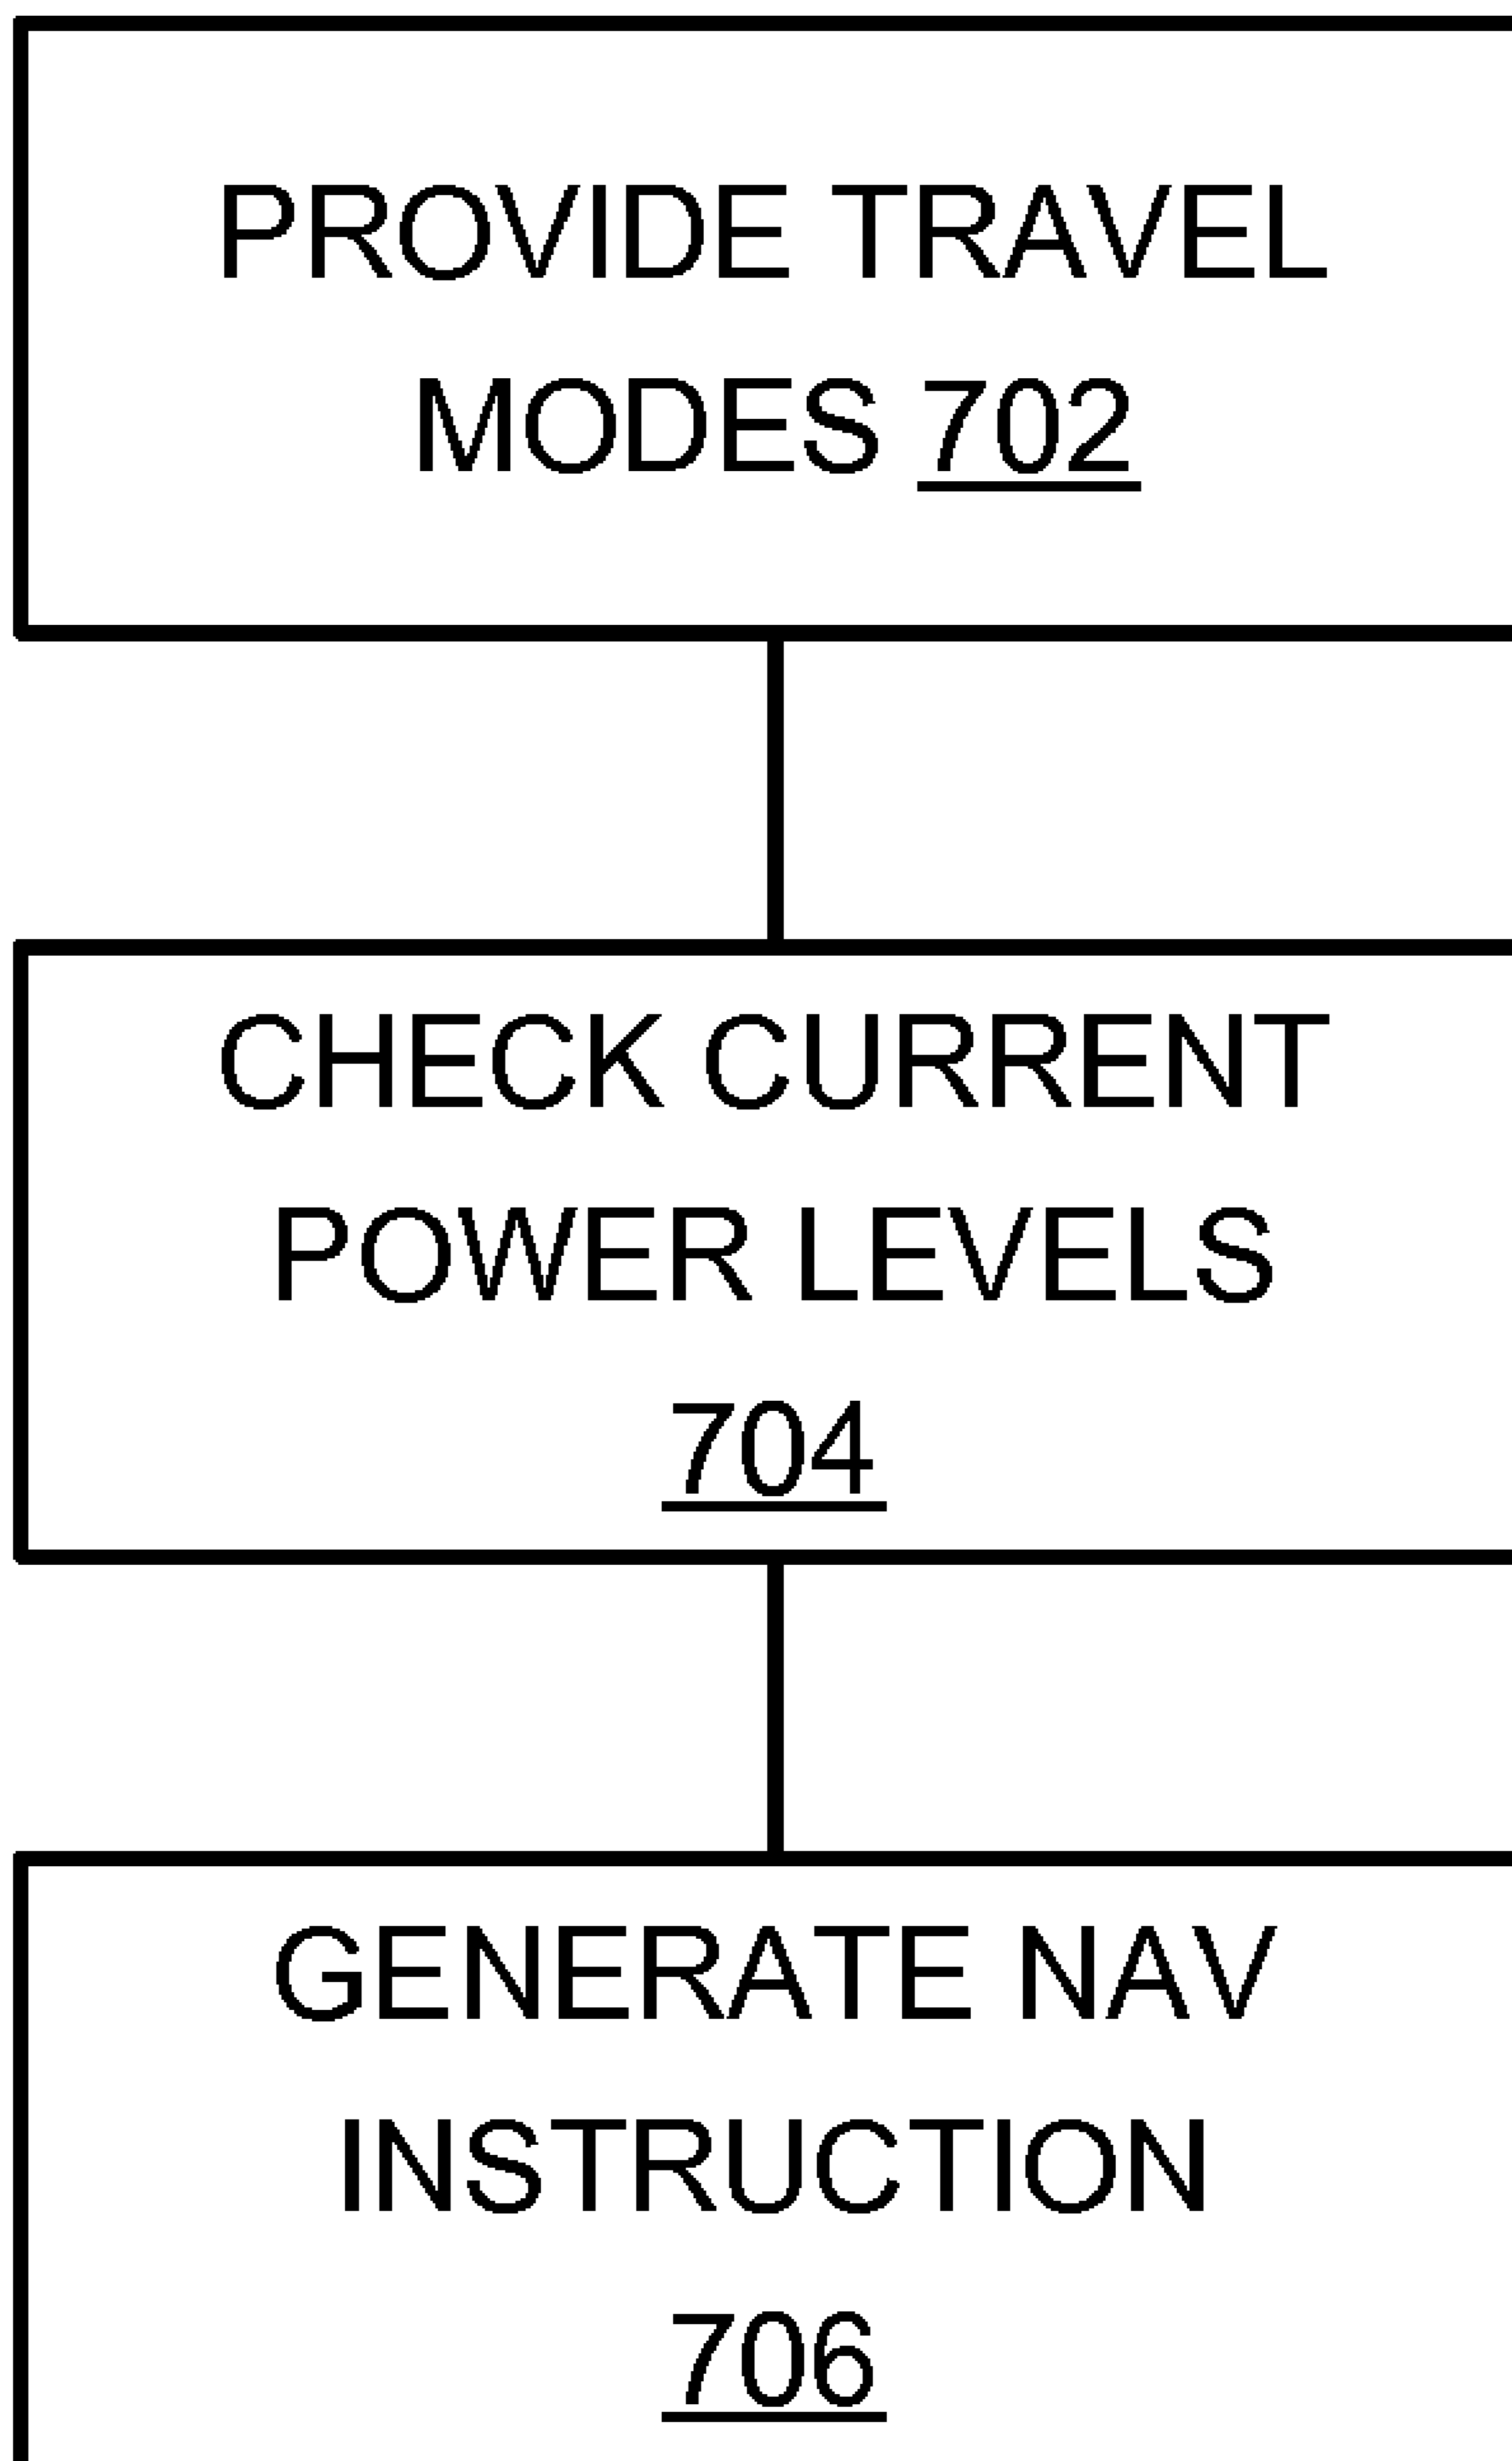 PROVIDE TRAVEL
MODES 702
CHECK CURRENT
POWER LEVELS
704
GENERATE NAV
INSTRUCTION
706